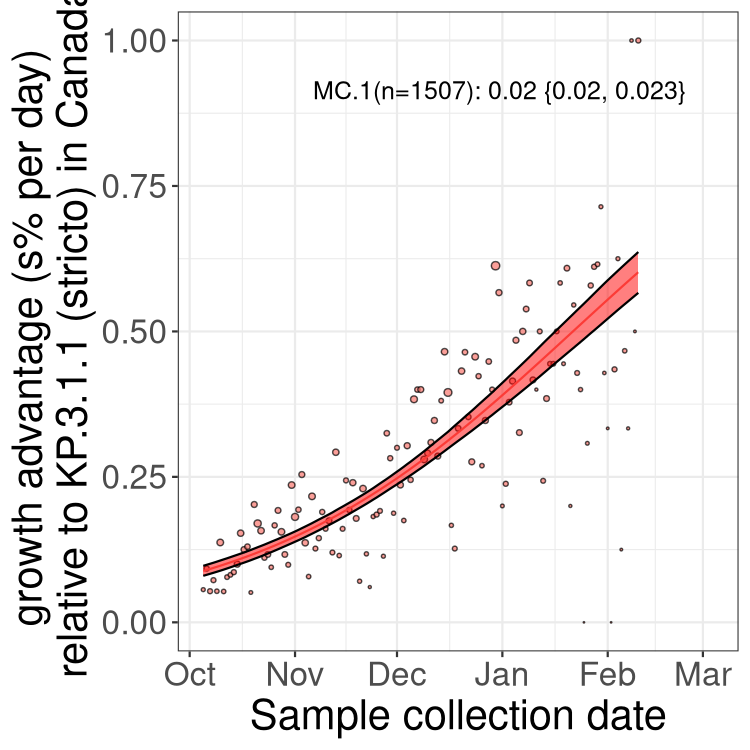 growth advantage (s% per day)
relative to KP.3.1.1 (stricto) in Canada
1.00
0.75
0.50
0.25
0.00
MC.1(n=1507): 0.02 {0.02, 0.023}
Oct Nov Dec Jan Feb Mar
Sample collection date